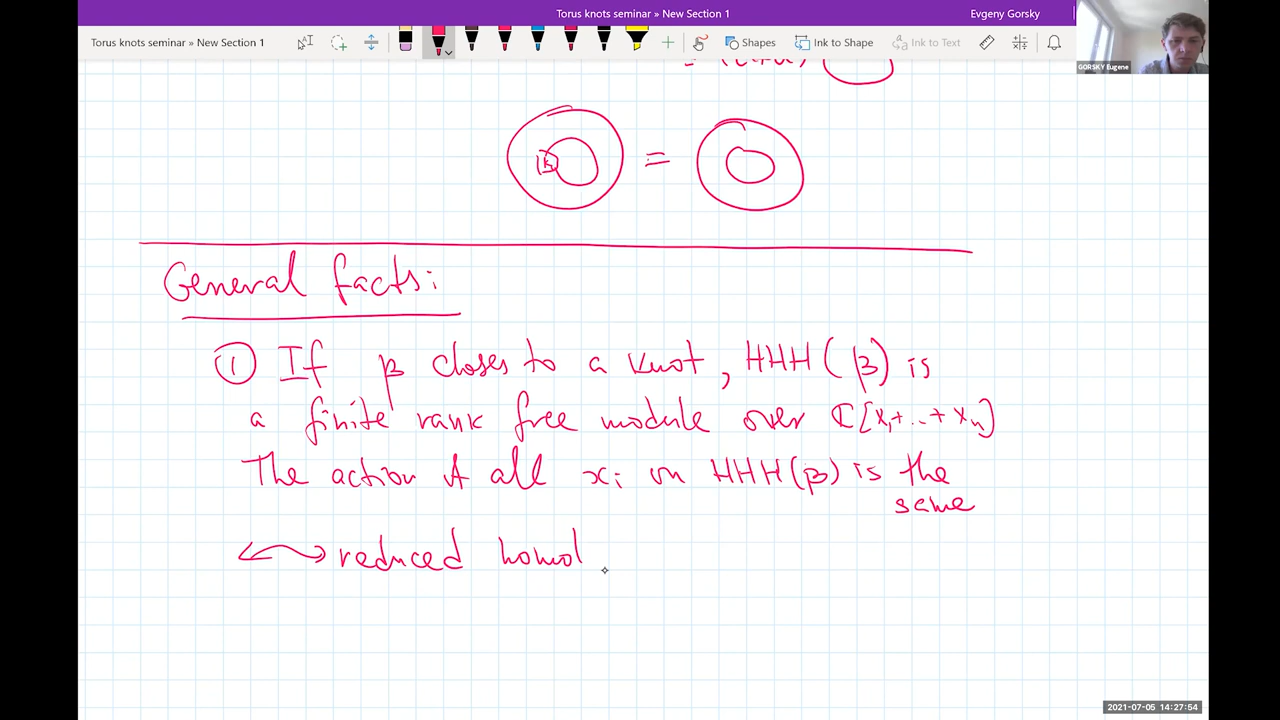 Torus knots seminar » New Section 1
Evgeny Gorsky
Torus knots seminar » New Section 1
Shapes
Ink to Shape
Ink to Text
GORSKY Eugene
K =
General facts:
① If β closes to a knot, HHH(β) is
a finite rank free module over ℂ[x₁+...+xₙ]
The action of all xᵢ on HHH(β) is the
same
↔ reduced homol
2021-07-05 14:27:54